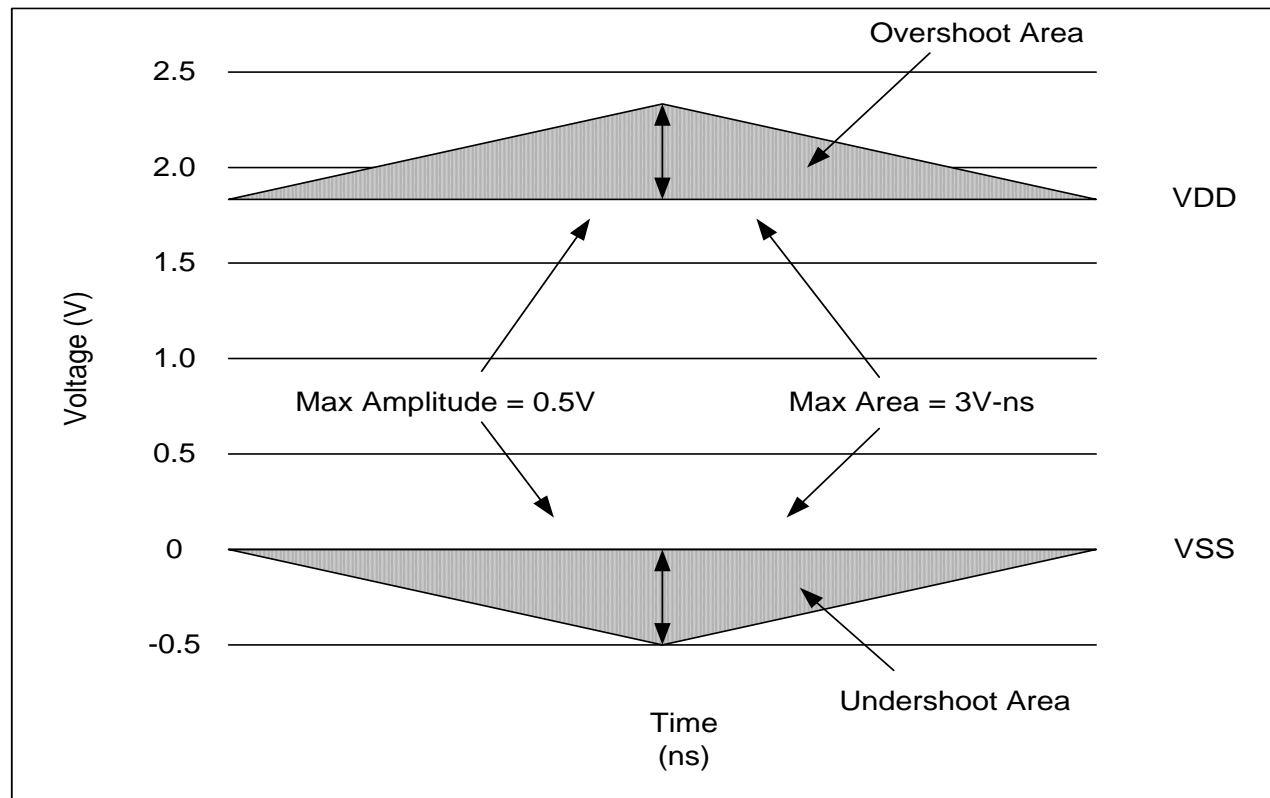 Overshoot Area
2.5
2.0
VDD
1.5
Voltage (V)
1.0
Max Amplitude = 0.5V
Max Area = 3V-ns
0.5
0
VSS
-0.5
Undershoot Area
Time
(ns)